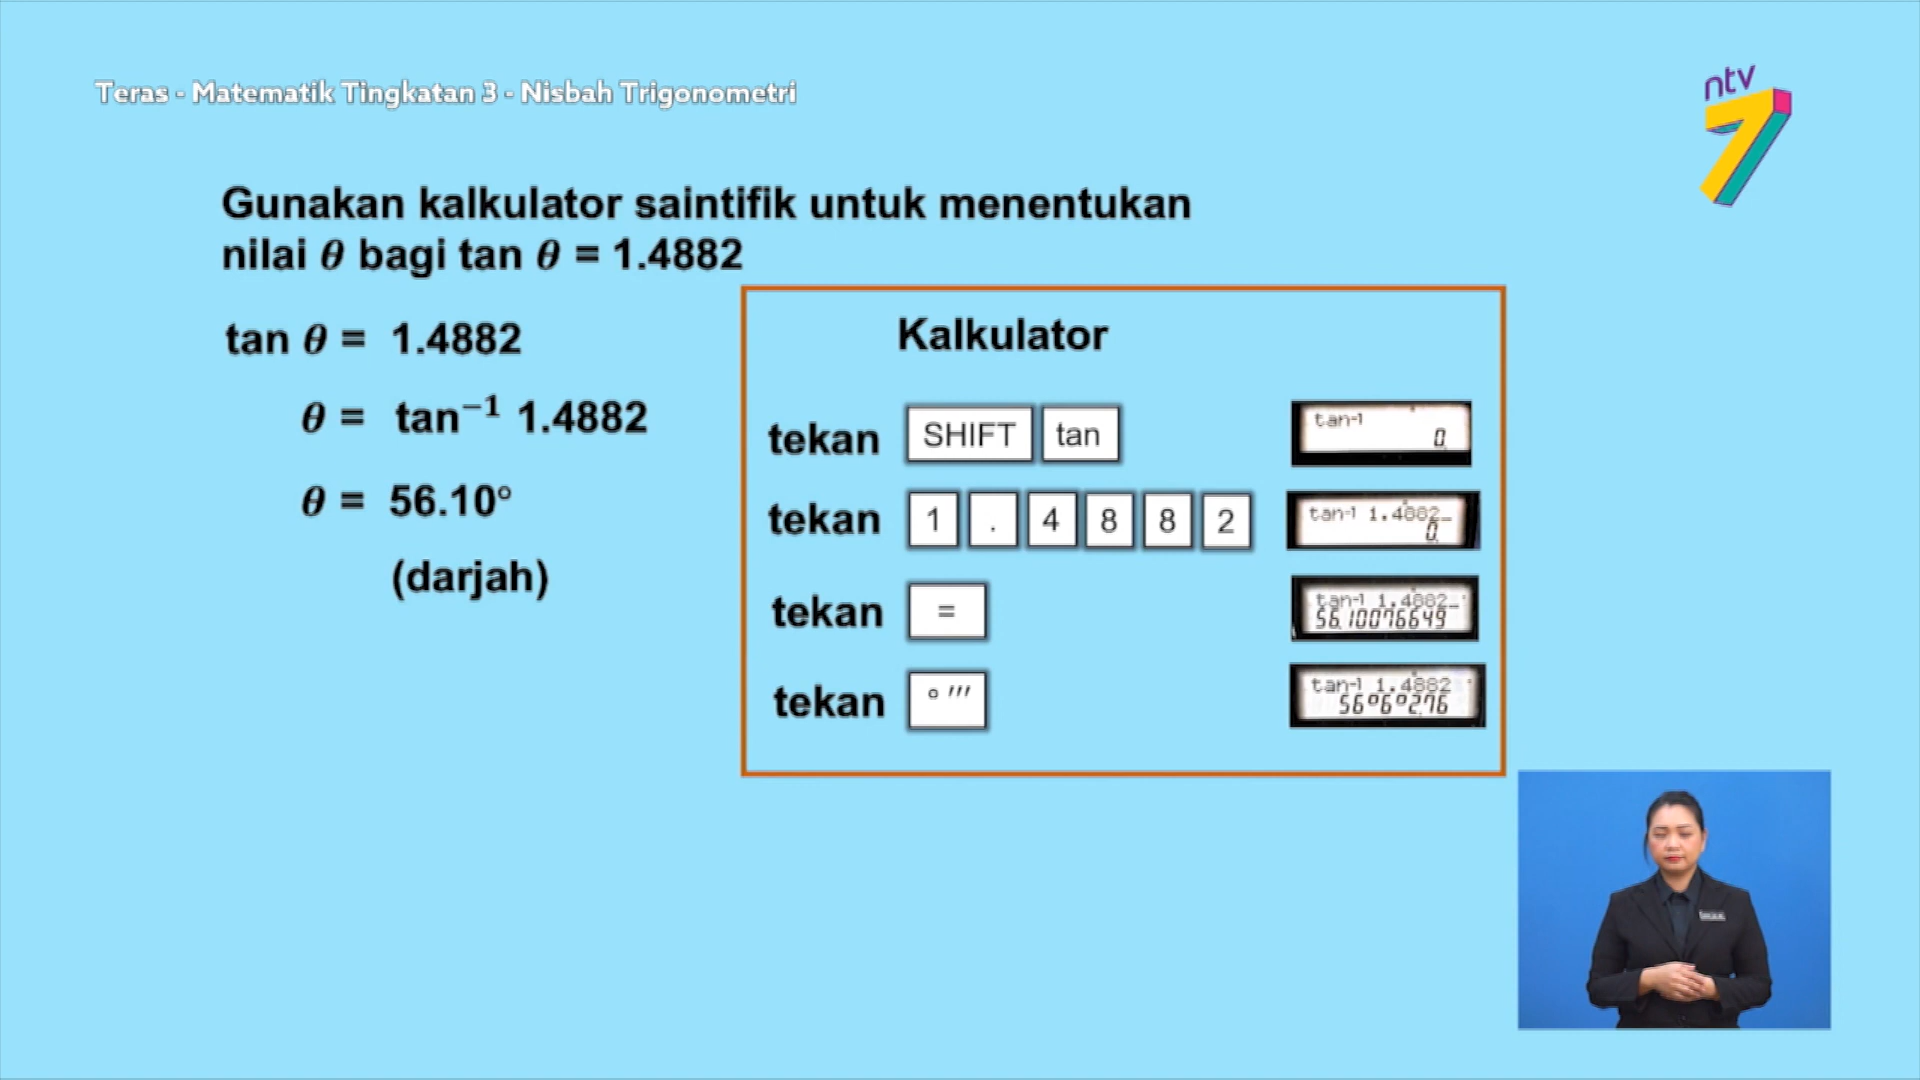 Teras - Matematik Tingkatan 3 - Nisbah Trigonometri
ntv
7
Gunakan kalkulator saintifik untuk menentukan
nilai θ bagi tan θ = 1.4882
tan θ = 1.4882
θ = tan⁻¹ 1.4882
θ = 56.10°
(darjah)
Kalkulator
tekan SHIFT tan
tan-1
0.
tekan 1 . 4 8 8 2
tan-1 1.4882_
0.
tekan =
tan-1 1.4882
56.10076649
tekan ° ′′′
tan-1 1.4882
56°6°2.76